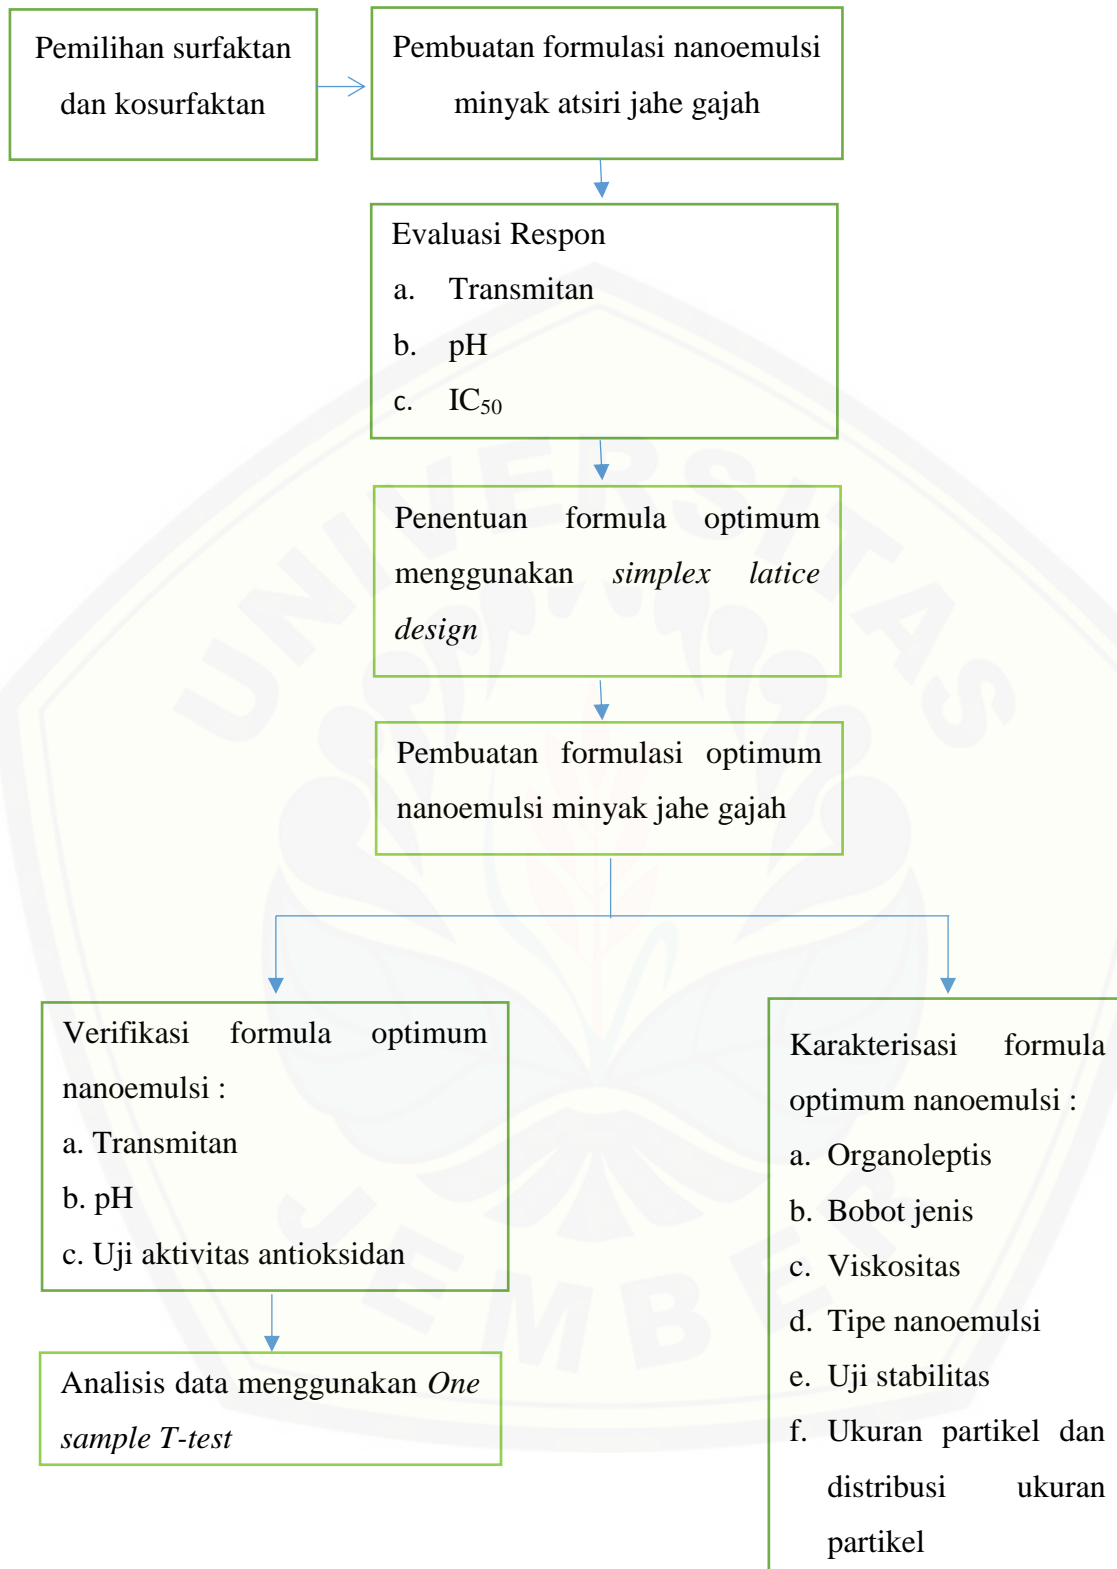 Pemilihan surfaktan
dan kosurfaktan
Pembuatan formulasi nanoemulsi
minyak atsiri jahe gajah
Evaluasi Respon
a. Transmitan
b. pH
c. IC₅₀
Penentuan formula optimum
menggunakan simplex latice
design
Pembuatan formulasi optimum
nanoemulsi minyak jahe gajah
Verifikasi formula optimum
nanoemulsi :
a. Transmitan
b. pH
c. Uji aktivitas antioksidan
Analisis data menggunakan One
sample T-test
Karakterisasi formula
optimum nanoemulsi :
a. Organoleptis
b. Bobot jenis
c. Viskositas
d. Tipe nanoemulsi
e. Uji stabilitas
f. Ukuran partikel dan
distribusi ukuran
partikel
UNIVERSITAS
JEMBER